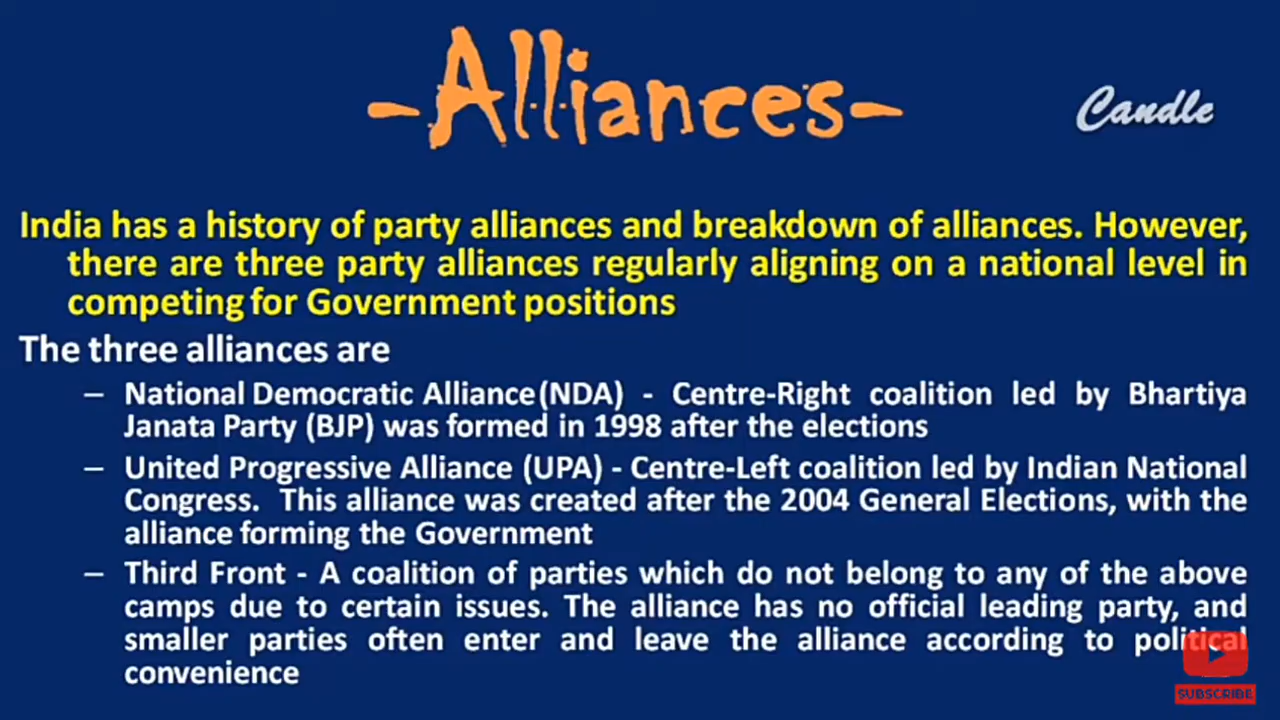 -Alliances-
Candle
India has a history of party alliances and breakdown of alliances. However,
there are three party alliances regularly aligning on a national level in
competing for Government positions
The three alliances are
– National Democratic Alliance(NDA) - Centre-Right coalition led by Bhartiya
Janata Party (BJP) was formed in 1998 after the elections
– United Progressive Alliance (UPA) - Centre-Left coalition led by Indian National
Congress. This alliance was created after the 2004 General Elections, with the
alliance forming the Government
– Third Front - A coalition of parties which do not belong to any of the above
camps due to certain issues. The alliance has no official leading party, and
smaller parties often enter and leave the alliance according to political
convenience
SUBSCRIBE